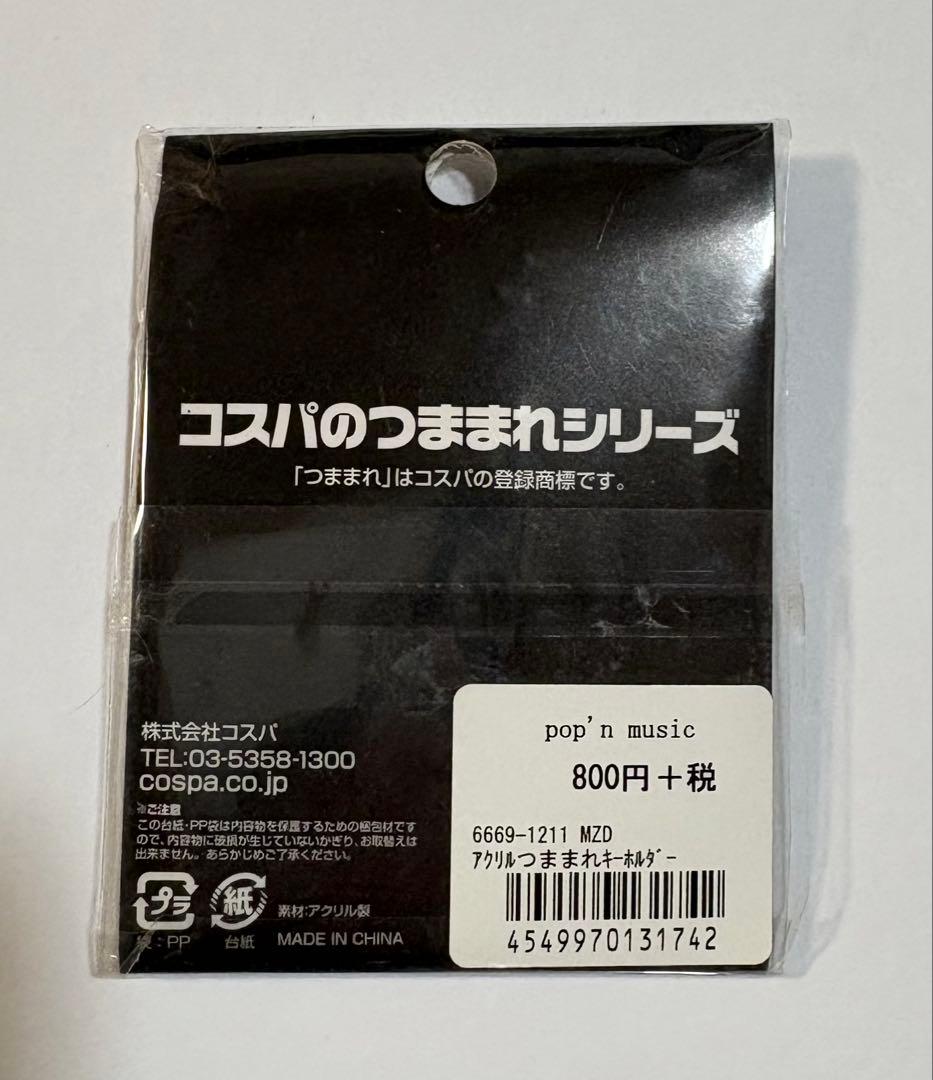 コスパのつままれシリーズ
「つままれ」はコスパの登録商標です。
株式会社コスパ
TEL:03-5358-1300
cospa.co.jp
※ご注意
この台紙・PP袋は内容物を保護するための梱包材です
ので、内容物に破損が生じていないかぎり、お取替えは
出来ません。あらかじめご了承ください。
プラ
紙
袋:PP
台紙
素材:アクリル製
MADE IN CHINA
pop'n music
800円+税
6669-1211 MZD
ｱｸﾘﾙつままれｷｰﾎﾙﾀﾞｰ
4549970131742